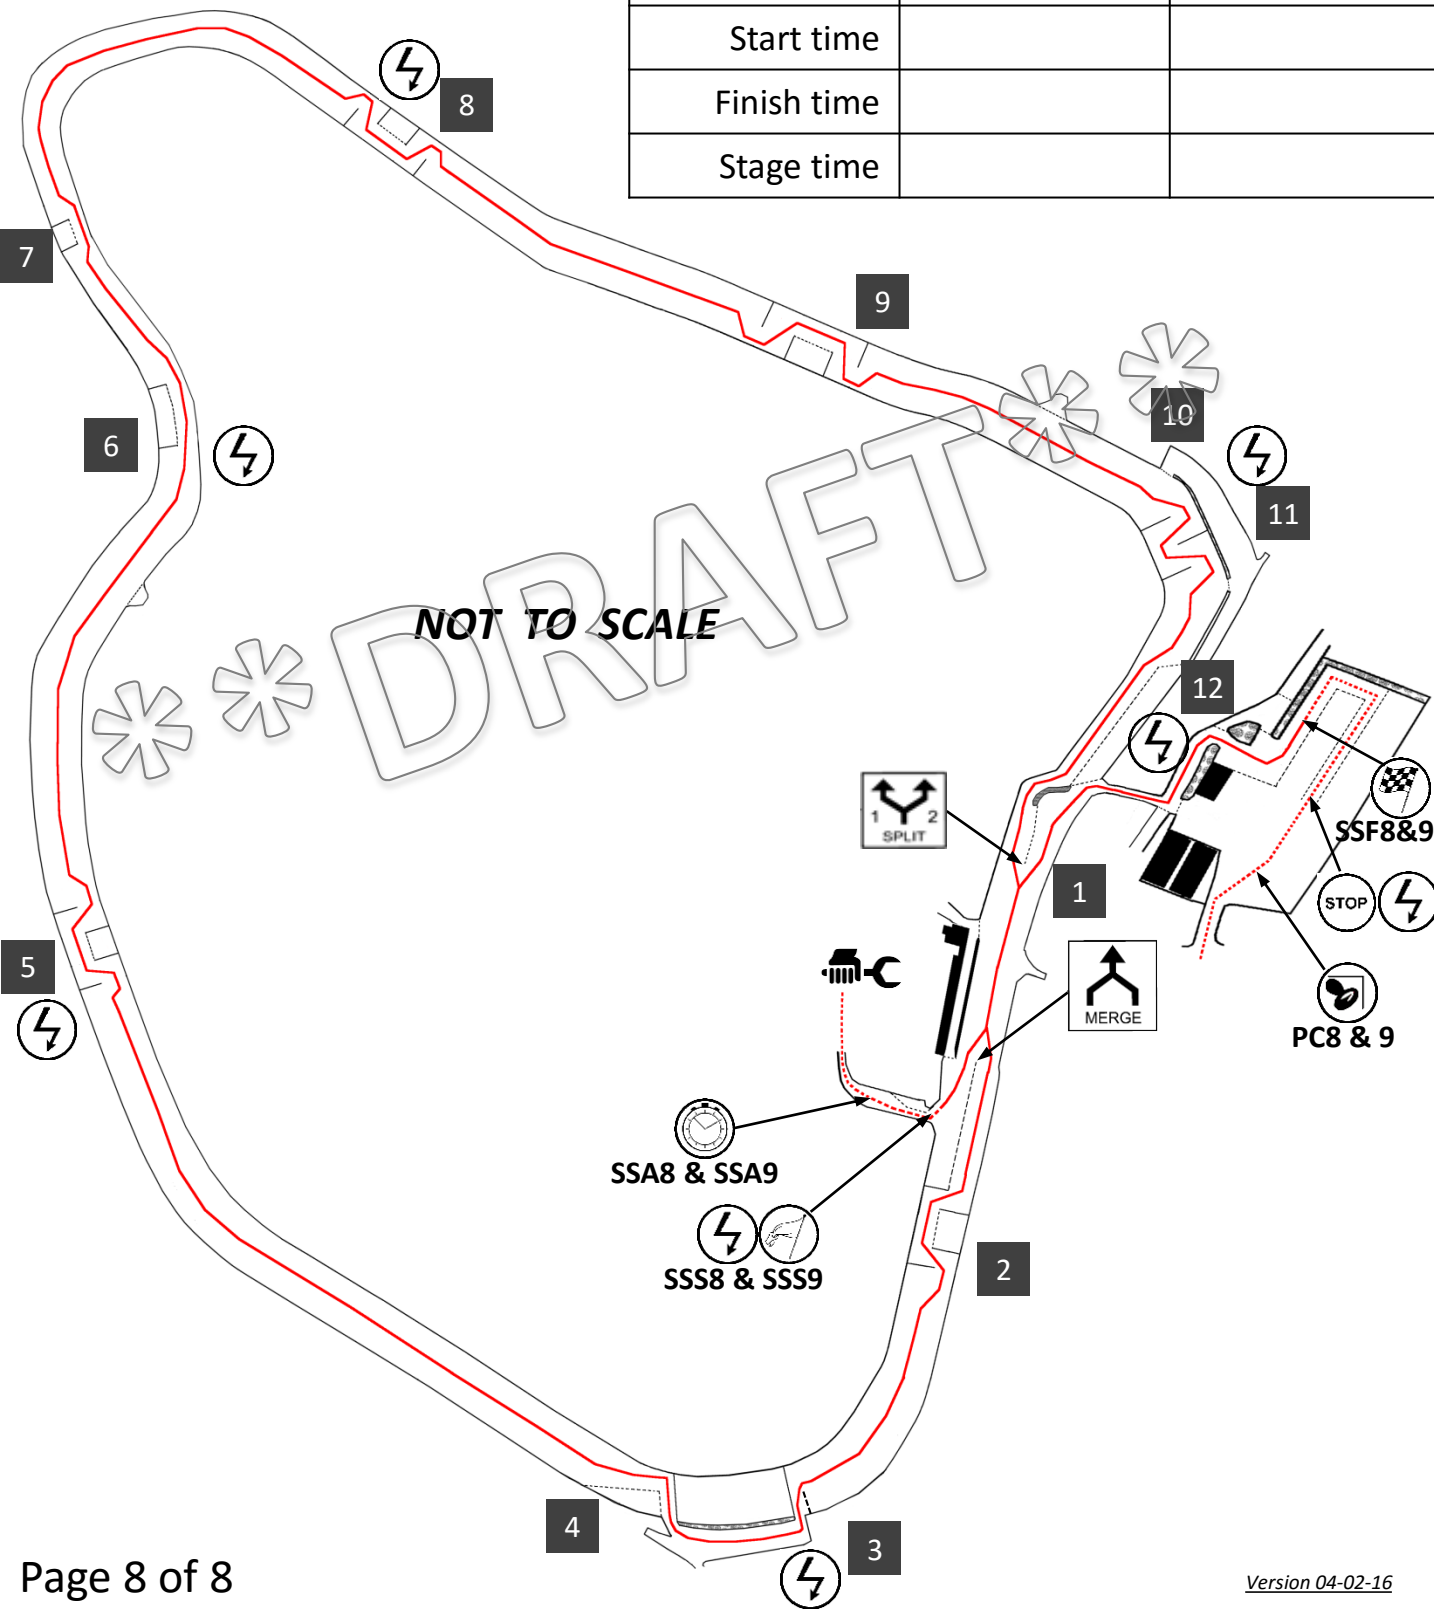 Start time
Finish time
Stage time
8
7
9
10
6
11
**DRAFT**
NOT TO SCALE
12
1 2
SPLIT
SSF8&9
1
STOP
5
MERGE
PC8 & 9
SSA8 & SSA9
SSS8 & SSS9
2
4
3
Page 8 of 8
Version 04-02-16